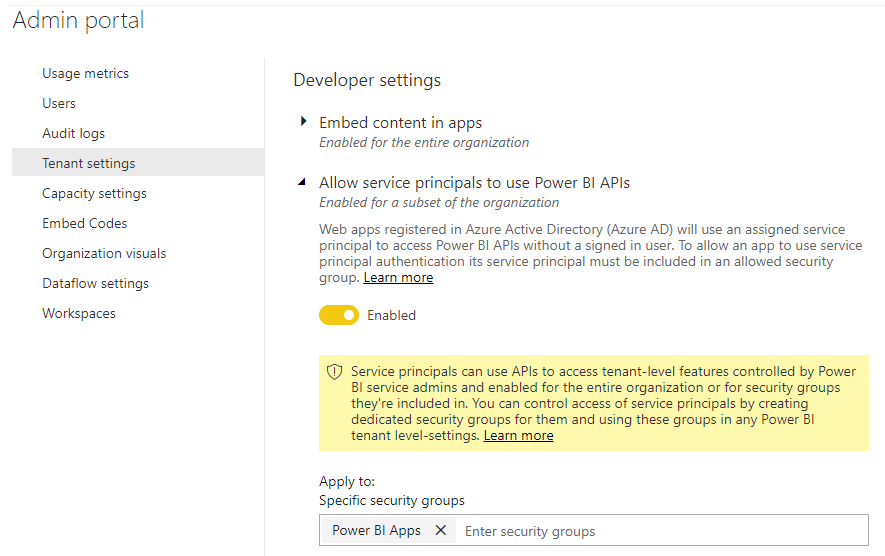 Admin portal
Usage metrics
Users
Audit logs
Tenant settings
Capacity settings
Embed Codes
Organization visuals
Dataflow settings
Workspaces
Developer settings
Embed content in apps
Enabled for the entire organization
Allow service principals to use Power BI APIs
Enabled for a subset of the organization
Web apps registered in Azure Active Directory (Azure AD) will use an assigned service
principal to access Power BI APIs without a signed in user. To allow an app to use service
principal authentication its service principal must be included in an allowed security
group. Learn more
Enabled
Service principals can use APIs to access tenant-level features controlled by Power
BI service admins and enabled for the entire organization or for security groups
they're included in. You can control access of service principals by creating
dedicated security groups for them and using these groups in any Power BI
tenant level-settings. Learn more
Apply to:
Specific security groups
Power BI Apps Enter security groups